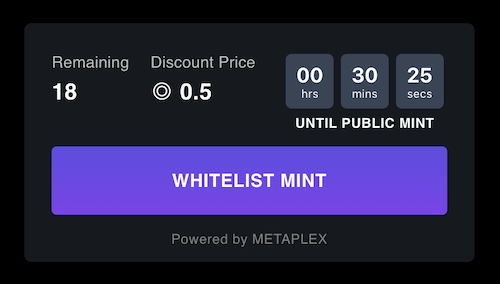 Remaining
18
Discount Price
0.5
00
hrs
30
mins
25
secs
UNTIL PUBLIC MINT
WHITELIST MINT
Powered by METAPLEX